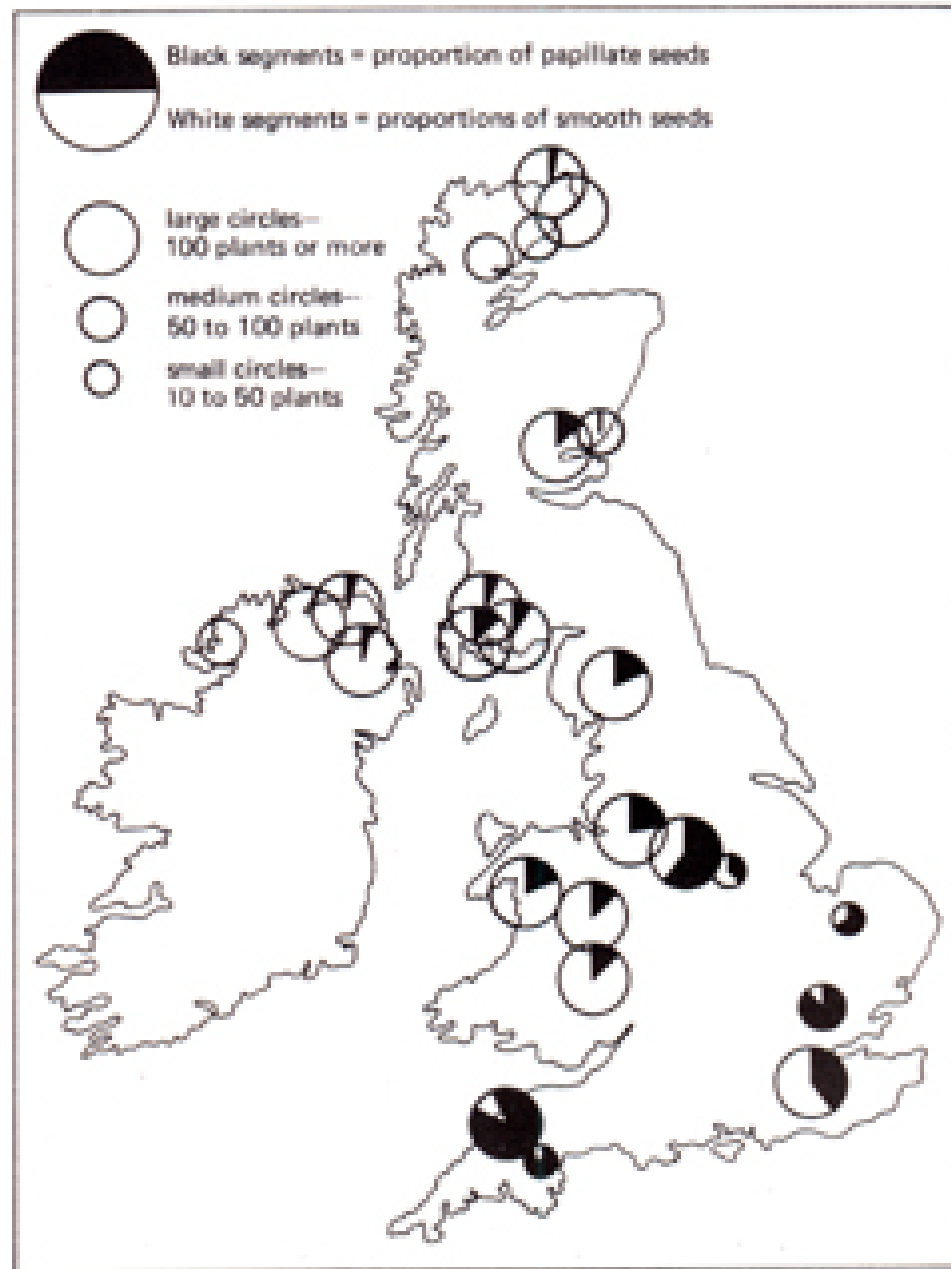 Black segments = proportion of papillate seeds
White segments = proportions of smooth seeds
large circles—
100 plants or more
medium circles—
50 to 100 plants
small circles—
10 to 50 plants